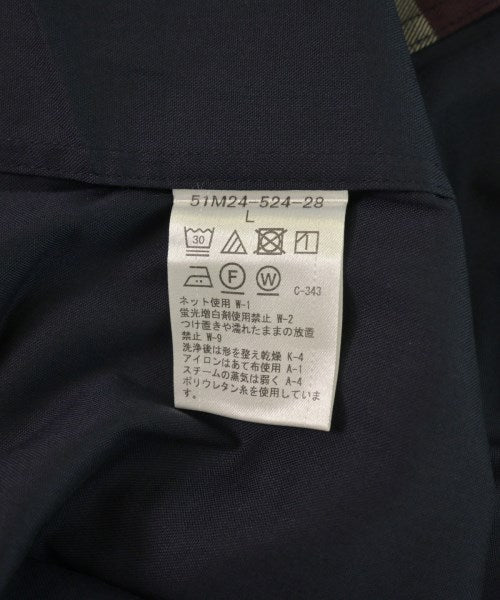 51M24-524-28
L
30
1
F W C-343
ネット使用 W-1
蛍光増白剤使用禁止 W-2
つけ置きや濡れたままの放置
禁止 W-9
洗浄後は形を整え乾燥 K-4
アイロンはあて布使用 A-1
スチームの蒸気は弱く A-4
ポリウレタン糸を使用していま
す。